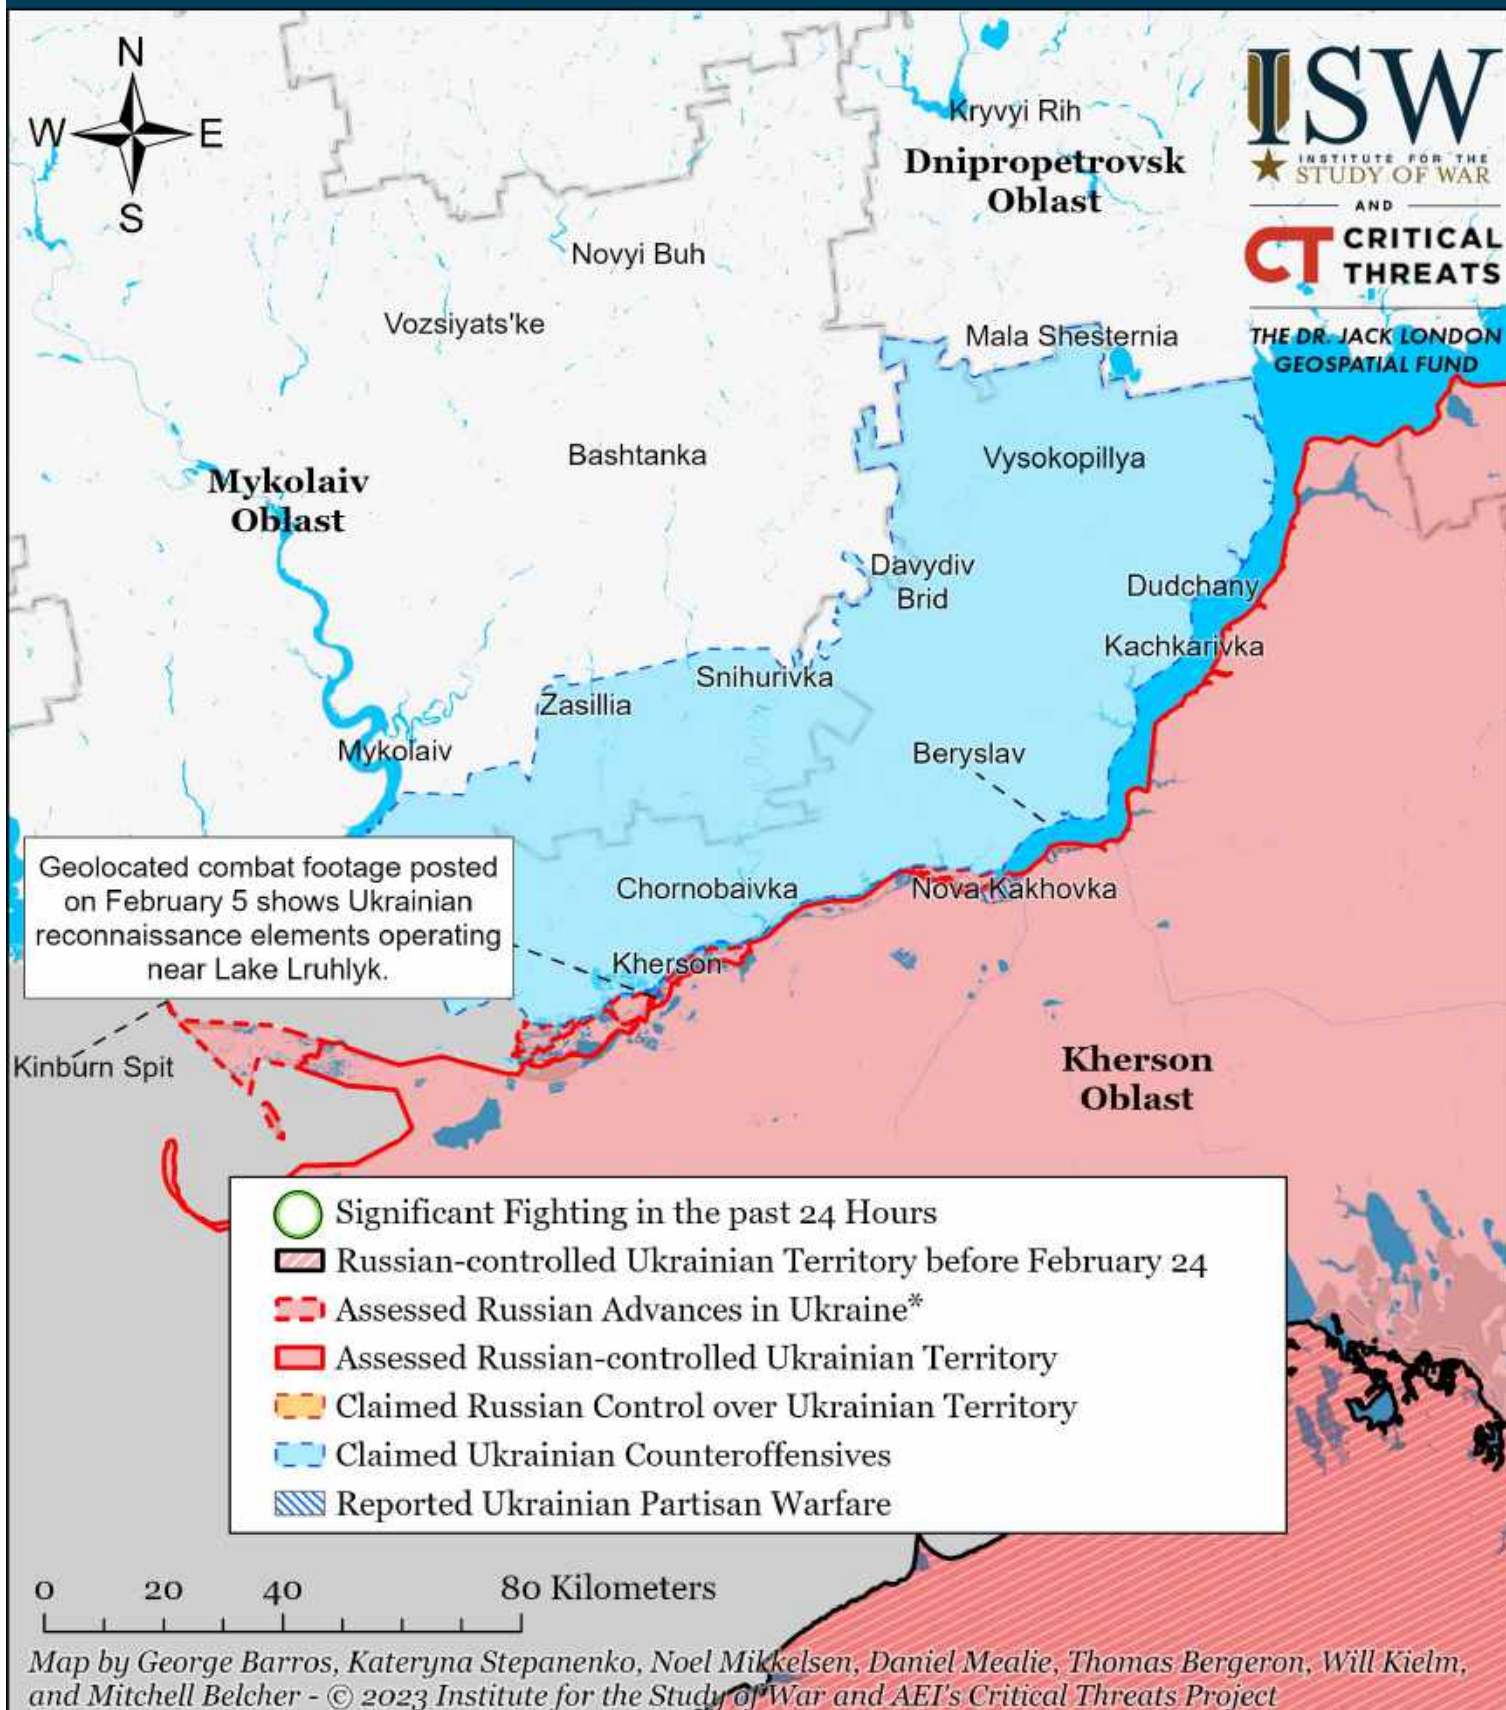 N
W E
S
ISW
INSTITUTE FOR THE
STUDY OF WAR
AND
CT CRITICAL
THREATS
THE DR. JACK LONDON
GEOSPATIAL FUND
Kryvyi Rih
Dnipropetrovsk
Oblast
Novyi Buh
Vozsiyats'ke
Mala Shesternia
Bashtanka
Vysokopillya
Mykolaiv
Oblast
Davydiv
Brid
Dudchany
Kachkarivka
Snihurivka
Zasillia
Mykolaiv
Beryslav
Geolocated combat footage posted
on February 5 shows Ukrainian
reconnaissance elements operating
near Lake Lruhlyk.
Chornobaivka
Nova Kakhovka
Kherson
Kinburn Spit
Kherson
Oblast
Significant Fighting in the past 24 Hours
Russian-controlled Ukrainian Territory before February 24
Assessed Russian Advances in Ukraine*
Assessed Russian-controlled Ukrainian Territory
Claimed Russian Control over Ukrainian Territory
Claimed Ukrainian Counteroffensives
Reported Ukrainian Partisan Warfare
0 20 40 80 Kilometers
Map by George Barros, Kateryna Stepanenko, Noel Mikkelsen, Daniel Mealie, Thomas Bergeron, Will Kielm,
and Mitchell Belcher - © 2023 Institute for the Study of War and AEI's Critical Threats Project